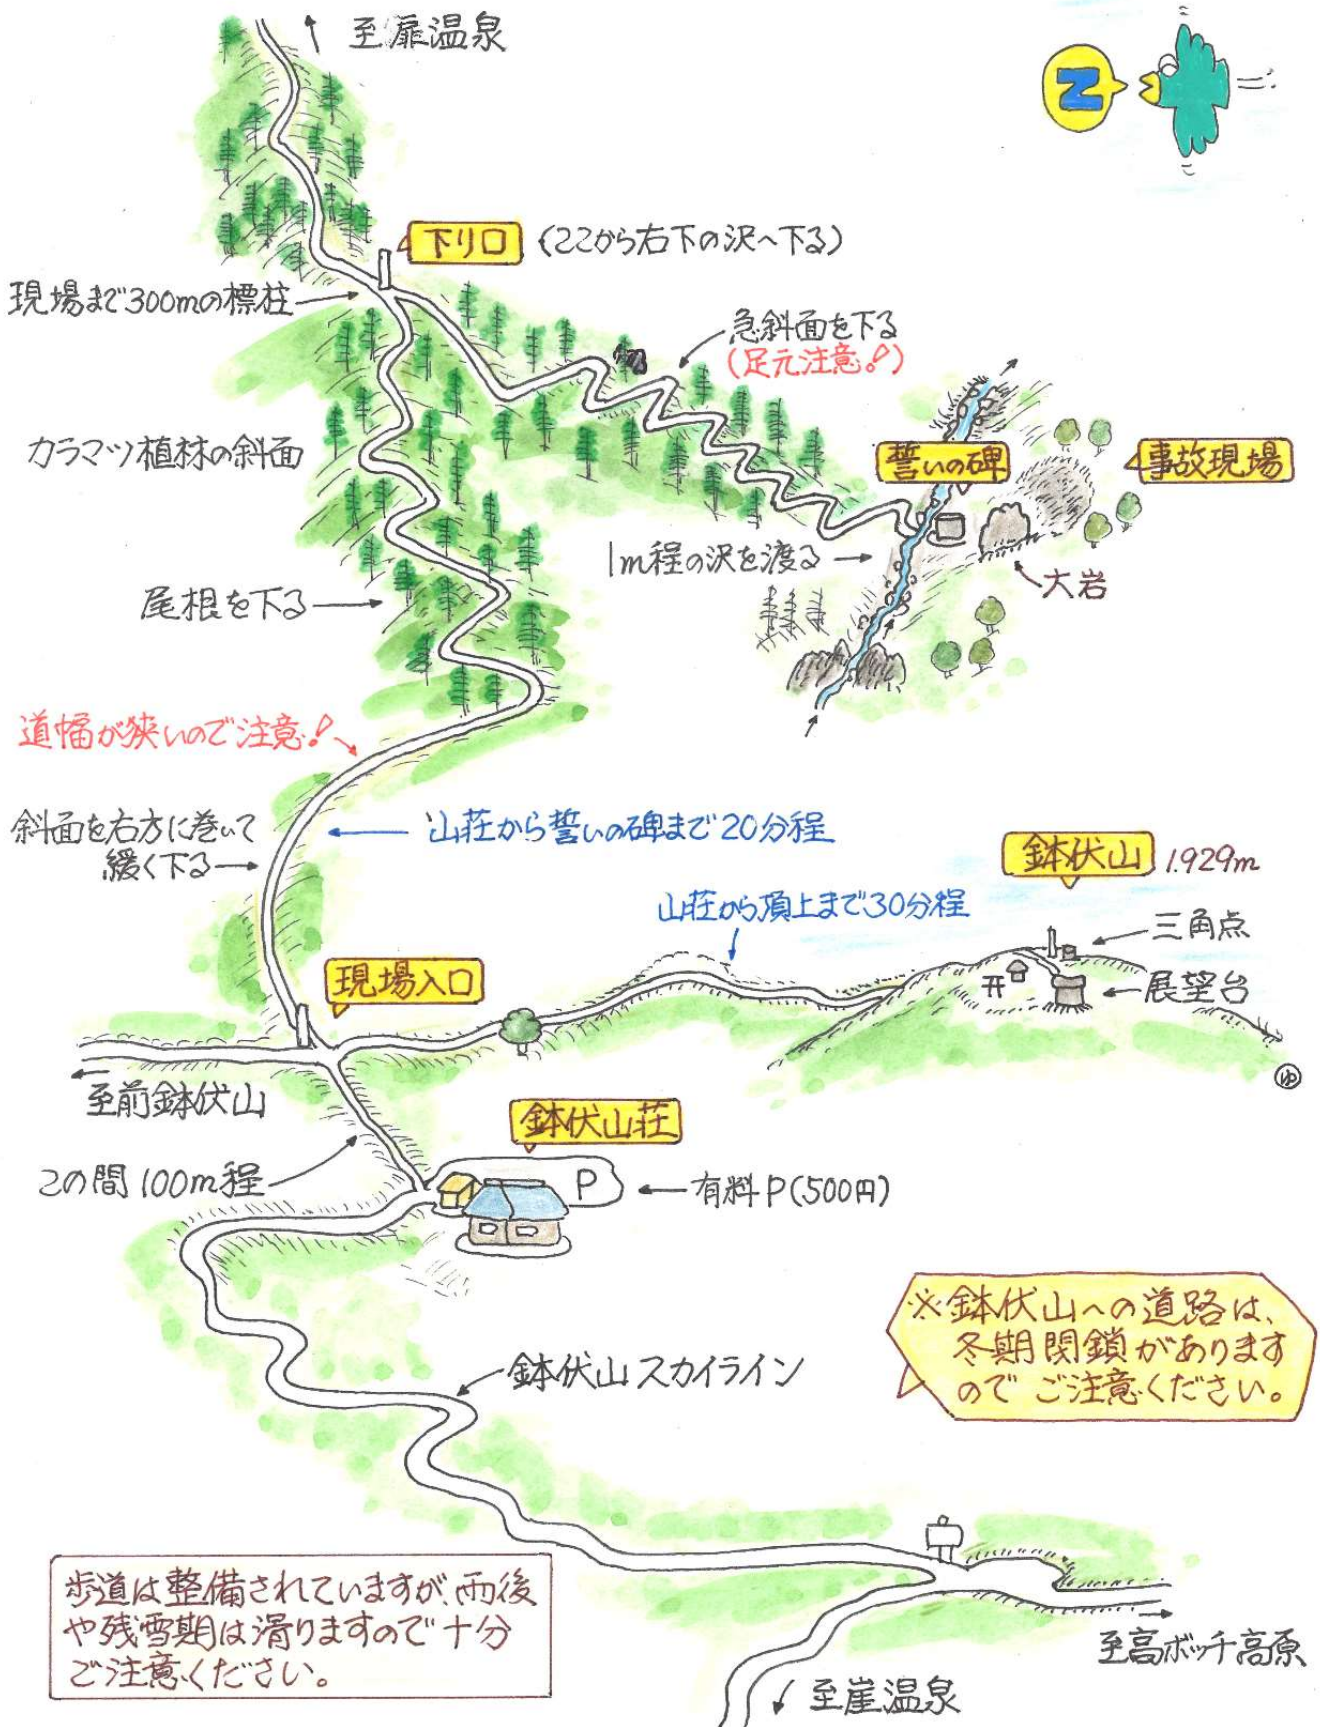 至扉温泉
N
下り口
(ココから右下の沢へ下る)
現場まで300mの標柱
急斜面を下る
(足元注意!)
カラマツ植林の斜面
誓いの碑
事故現場
1m程の沢を渡る
大岩
尾根を下る
道幅が狭いので注意!
斜面を右方に巻いて
緩く下る
山荘から誓いの碑まで20分程
鉢伏山
1.929m
山荘から頂上まで30分程
三角点
展望台
現場入口
ゆ
至前鉢伏山
鉢伏山荘
この間100m程
P
有料P(500円)
※鉢伏山への道路は、
冬期閉鎖があります
のでご注意ください。
鉢伏山スカイライン
歩道は整備されていますが、雨後
や残雪期は滑りますので十分
ご注意ください。
至高ボッチ高原
至崖温泉